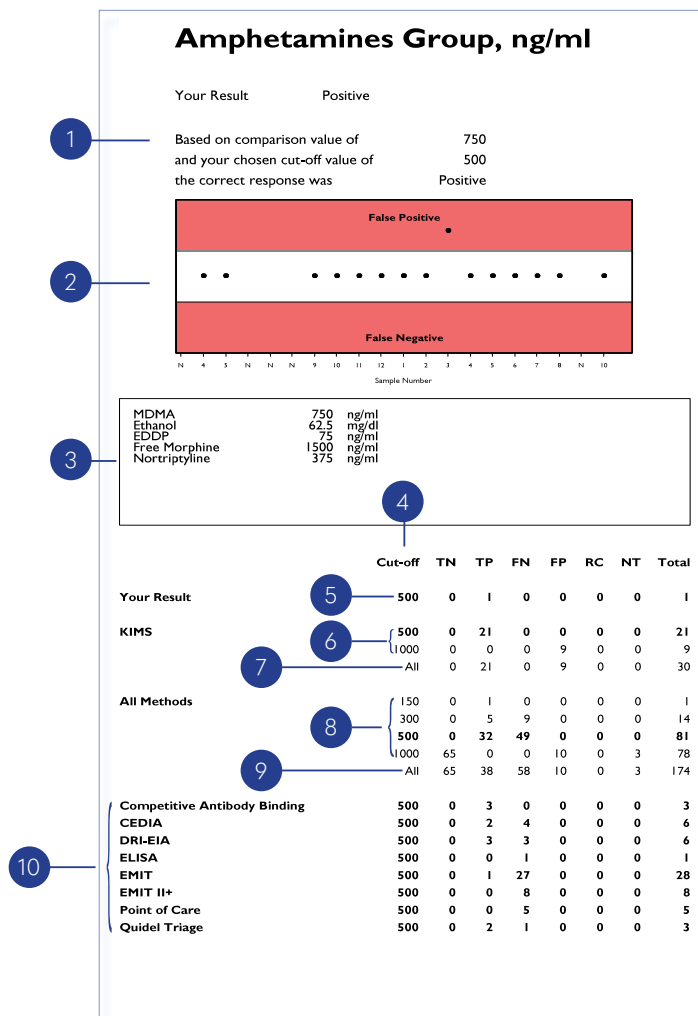 Amphetamines Group, ng/ml
Your Result Positive
1
Based on comparison value of 750
and your chosen cut-off value of 500
the correct response was Positive
2
False Positive
False Negative
N 4 5 N N N 9 10 11 12 1 2 3 4 5 6 7 8 N 10
Sample Number
3
MDMA 750 ng/ml
Ethanol 62.5 mg/dl
EDDP 75 ng/ml
Free Morphine 1500 ng/ml
Nortriptyline 375 ng/ml
4
Cut-off TN TP FN FP RC NT Total
Your Result 5 500 0 1 0 0 0 0 1
KIMS 6 500 0 21 0 0 0 0 21
1000 0 0 0 9 0 0 9
7 All 0 21 0 9 0 0 30
All Methods 8 150 0 1 0 0 0 0 1
300 0 5 9 0 0 0 14
500 0 32 49 0 0 0 81
1000 65 0 0 10 0 3 78
9 All 65 38 58 10 0 3 174
10
Competitive Antibody Binding 500 0 3 0 0 0 0 3
CEDIA 500 0 2 4 0 0 0 6
DRI-EIA 500 0 3 3 0 0 0 6
ELISA 500 0 0 1 0 0 0 1
EMIT 500 0 1 27 0 0 0 28
EMIT II+ 500 0 0 8 0 0 0 8
Point of Care 500 0 0 5 0 0 0 5
Quidel Triage 500 0 2 1 0 0 0 3